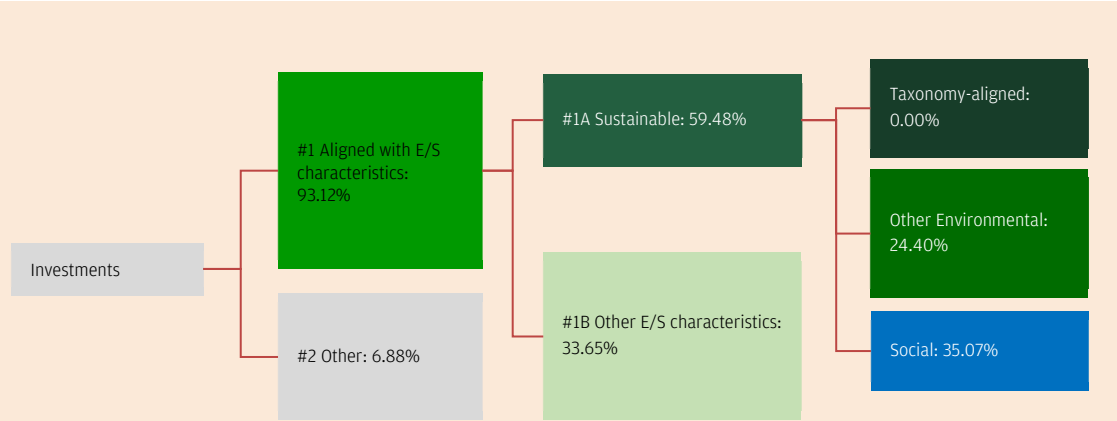 Investments
#1 Aligned with E/S
characteristics:
93.12%
#2 Other: 6.88%
#1A Sustainable: 59.48%
#1B Other E/S characteristics:
33.65%
Taxonomy-aligned:
0.00%
Other Environmental:
24.40%
Social: 35.07%